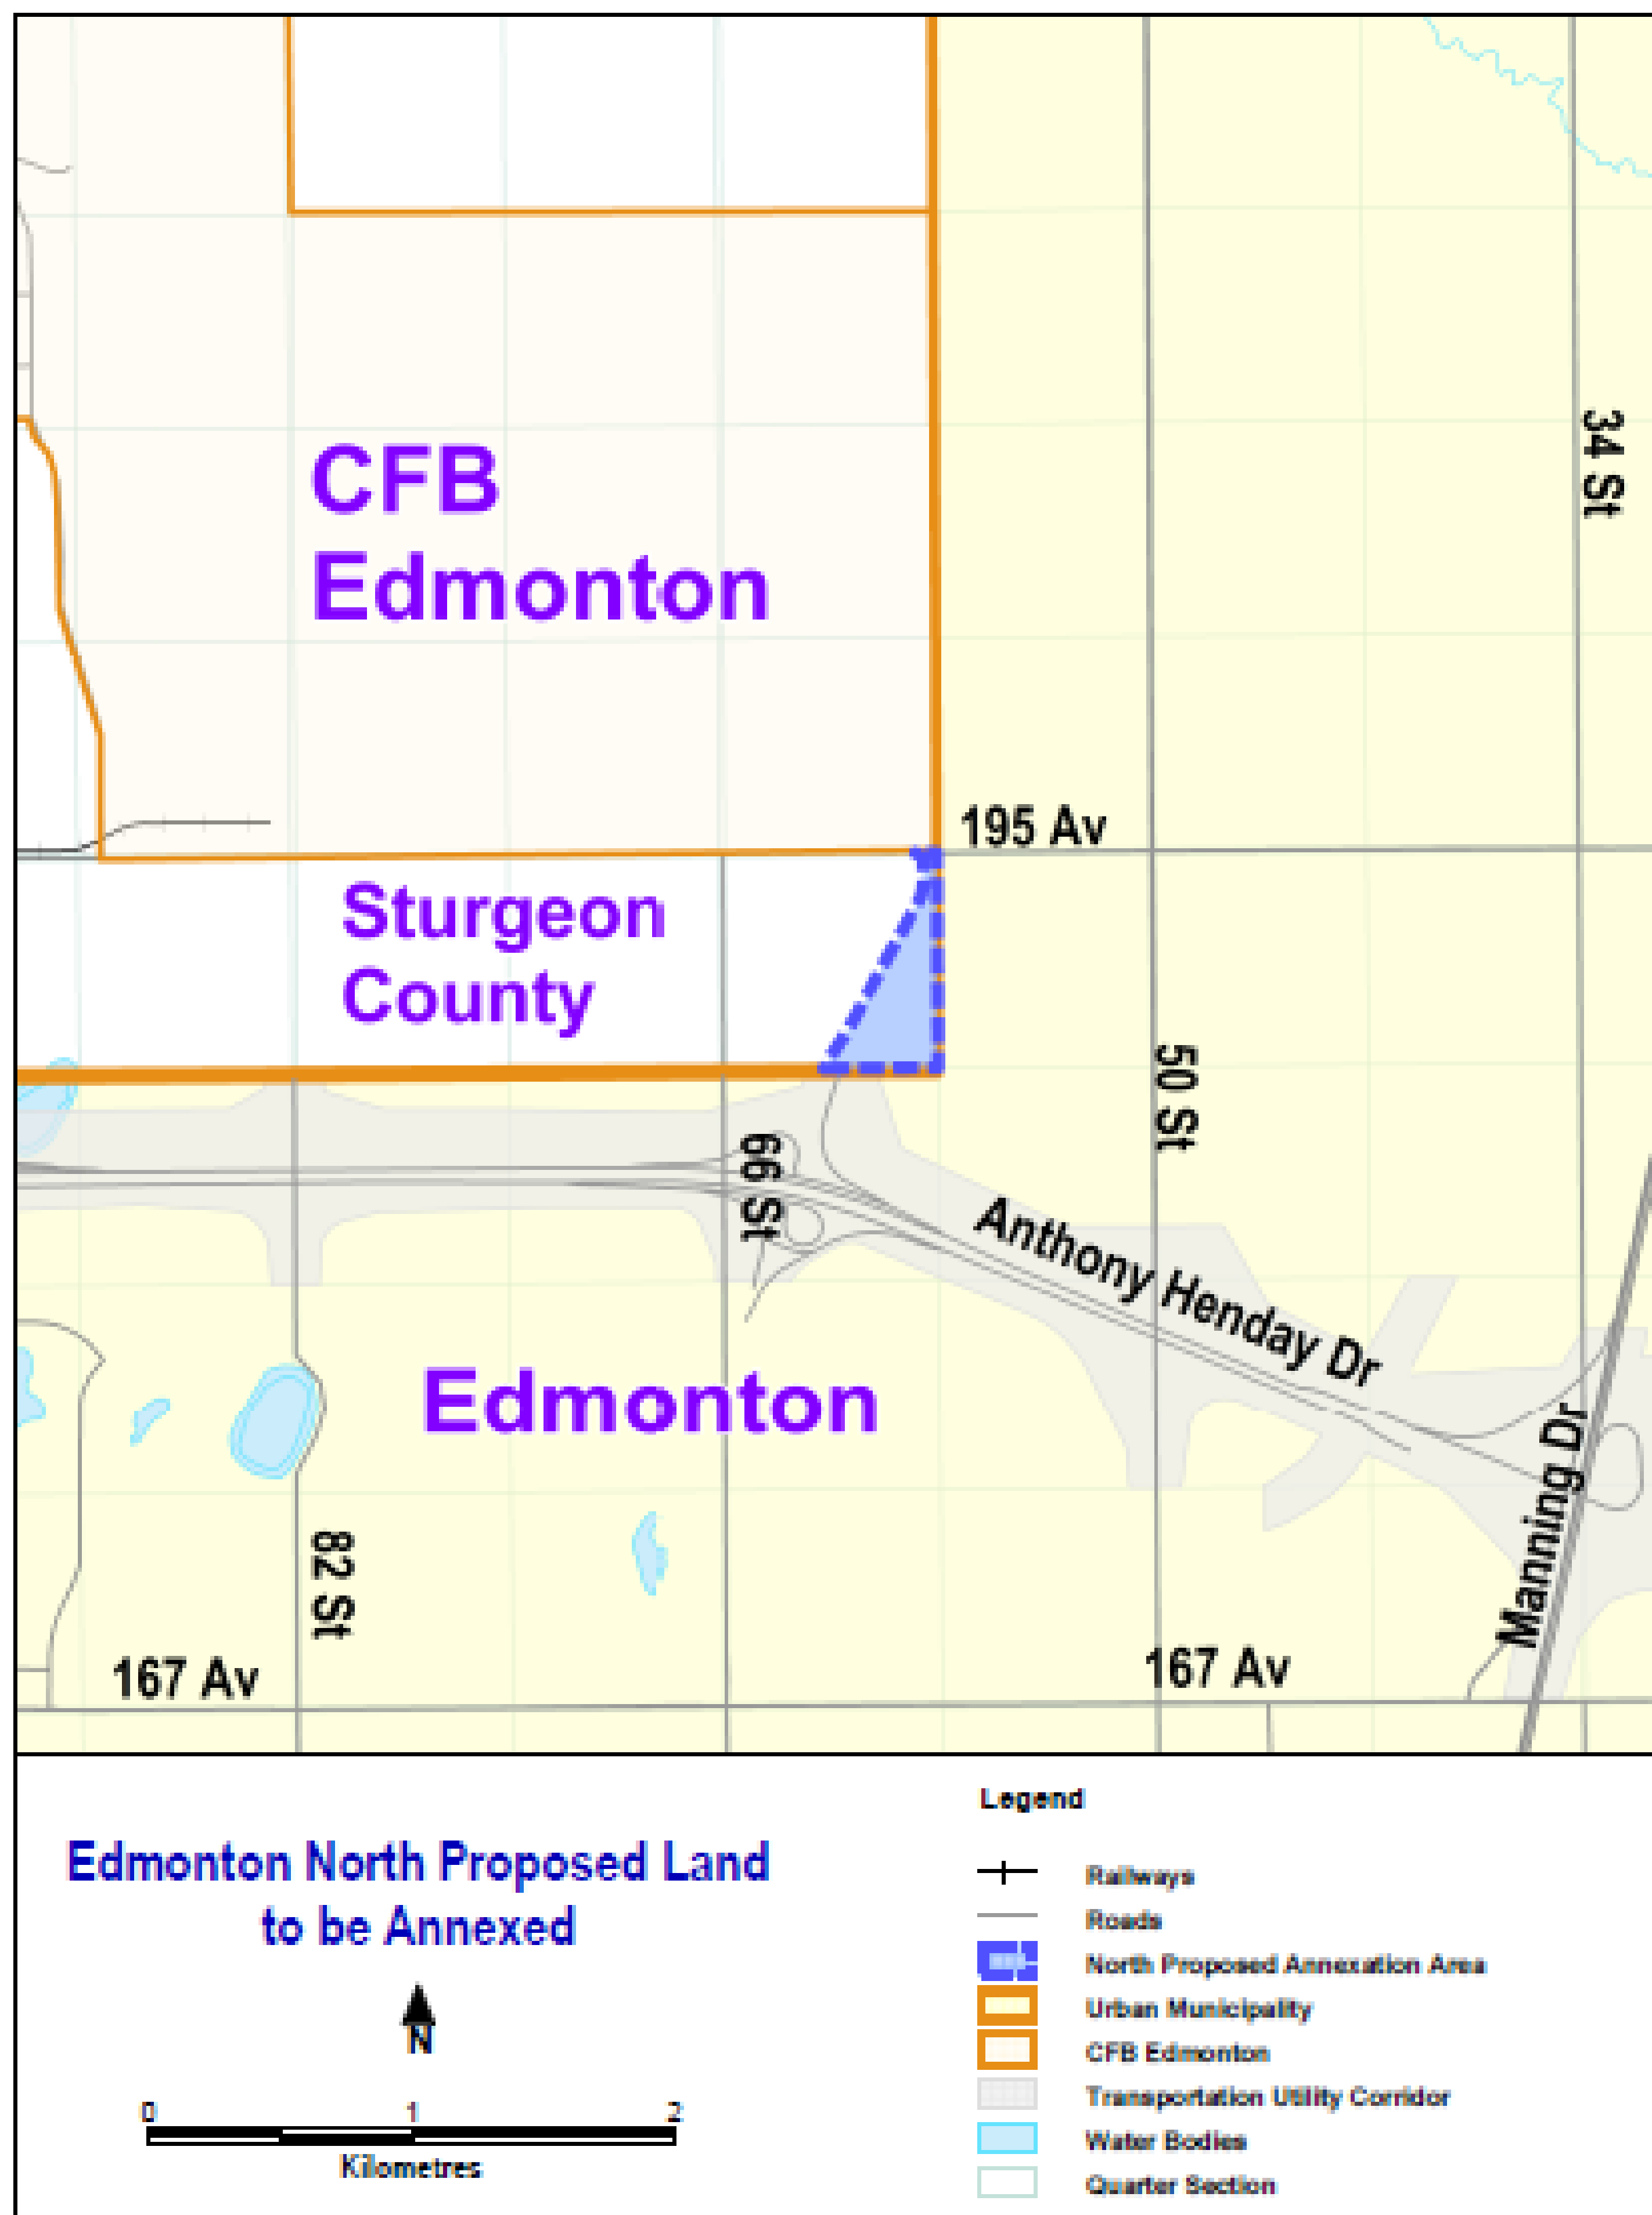 CFB
Edmonton
34 St
195 Av
Sturgeon
County
50 St
66 St
Anthony Henday Dr
Edmonton
Manning Dr
82 St
167 Av
167 Av
Edmonton North Proposed Land
to be Annexed
N
0 1 2
Kilometres
Legend
Railways
Roads
North Proposed Annexation Area
Urban Municipality
CFB Edmonton
Transportation Utility Corridor
Water Bodies
Quarter Section